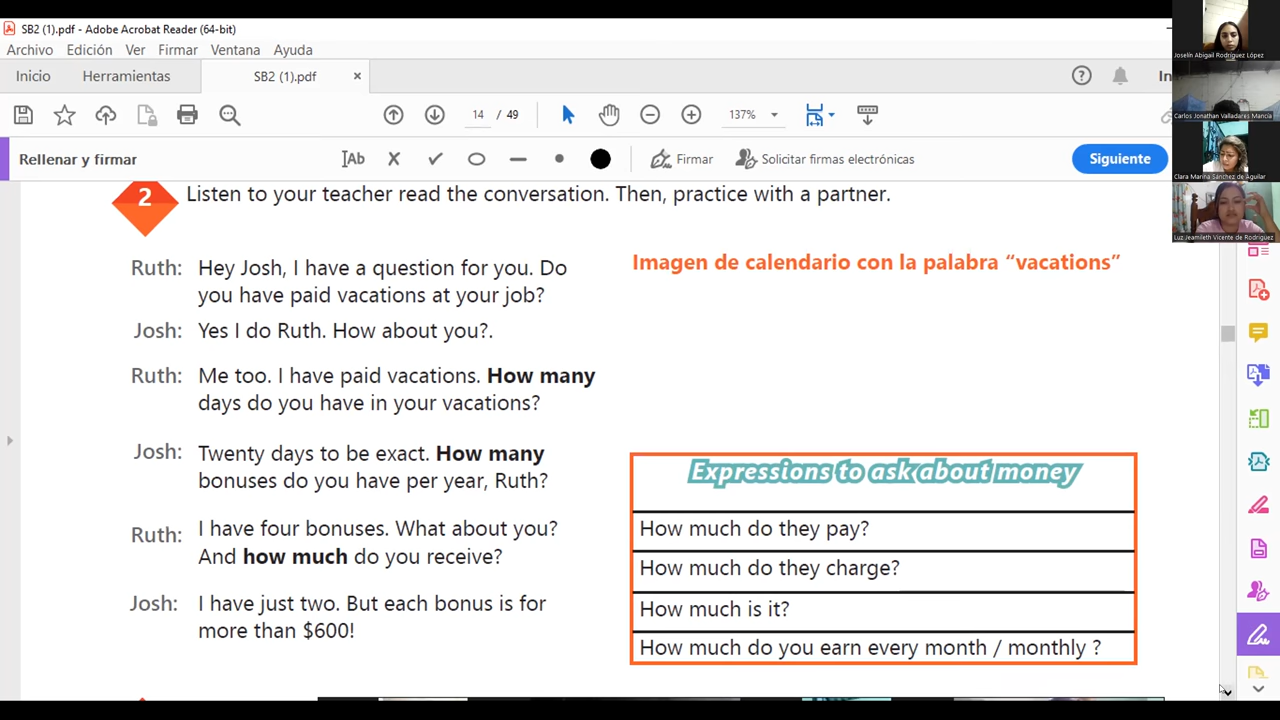 SB2 (1).pdf - Adobe Acrobat Reader (64-bit)
Archivo Edición Ver Firmar Ventana Ayuda
Inicio Herramientas SB2 (1).pdf × In
14 / 49 137%
Rellenar y firmar Ab Firmar Solicitar firmas electrónicas Siguiente
2 Listen to your teacher read the conversation. Then, practice with a partner.
Ruth: Hey Josh, I have a question for you. Do
you have paid vacations at your job?
Josh: Yes I do Ruth. How about you?.
Ruth: Me too. I have paid vacations. How many
days do you have in your vacations?
Josh: Twenty days to be exact. How many
bonuses do you have per year, Ruth?
Ruth: I have four bonuses. What about you?
And how much do you receive?
Josh: I have just two. But each bonus is for
more than $600!
Imagen de calendario con la palabra “vacations”
Expressions to ask about money
How much do they pay?
How much do they charge?
How much is it?
How much do you earn every month / monthly ?
Joselín Abigail Rodríguez López
Carlos Jonathan Valladares Mancía
Clara Marina Sánchez de Aguilar
Luz Jeamileth Vicente de Rodríguez